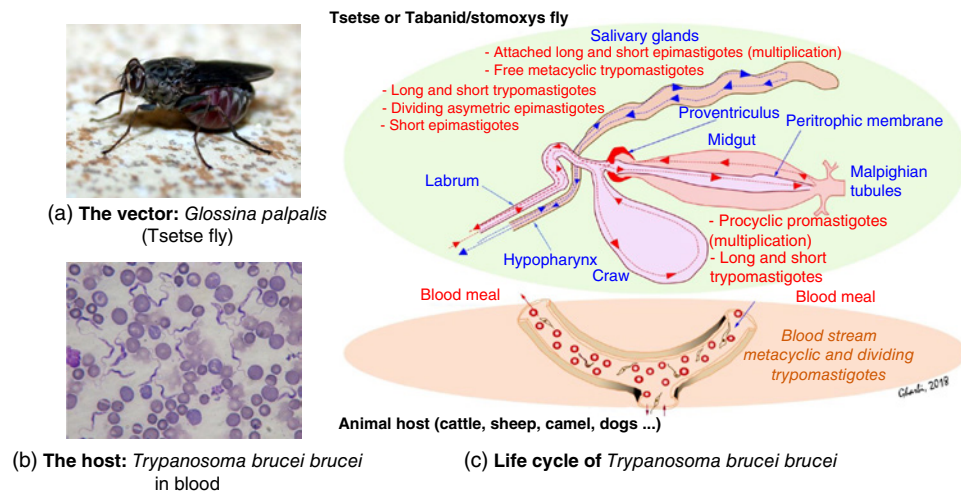 Tsetse or Tabanid/stomoxys fly
Salivary glands
- Attached long and short epimastigotes (multiplication)
- Free metacyclic trypomastigotes
- Long and short trypomastigotes
- Dividing asymetric epimastigotes
- Short epimastigotes
Proventriculus
Peritrophic membrane
Midgut
Malpighian
tubules
Labrum
Hypopharynx
Craw
- Procyclic promastigotes
(multiplication)
- Long and short
trypomastigotes
(a) The vector: Glossina palpalis
(Tsetse fly)
Blood meal
Blood meal
Blood stream
metacyclic and dividing
trypomastigotes
Gharbi, 2018
Animal host (cattle, sheep, camel, dogs ...)
(b) The host: Trypanosoma brucei brucei
in blood
(c) Life cycle of Trypanosoma brucei brucei